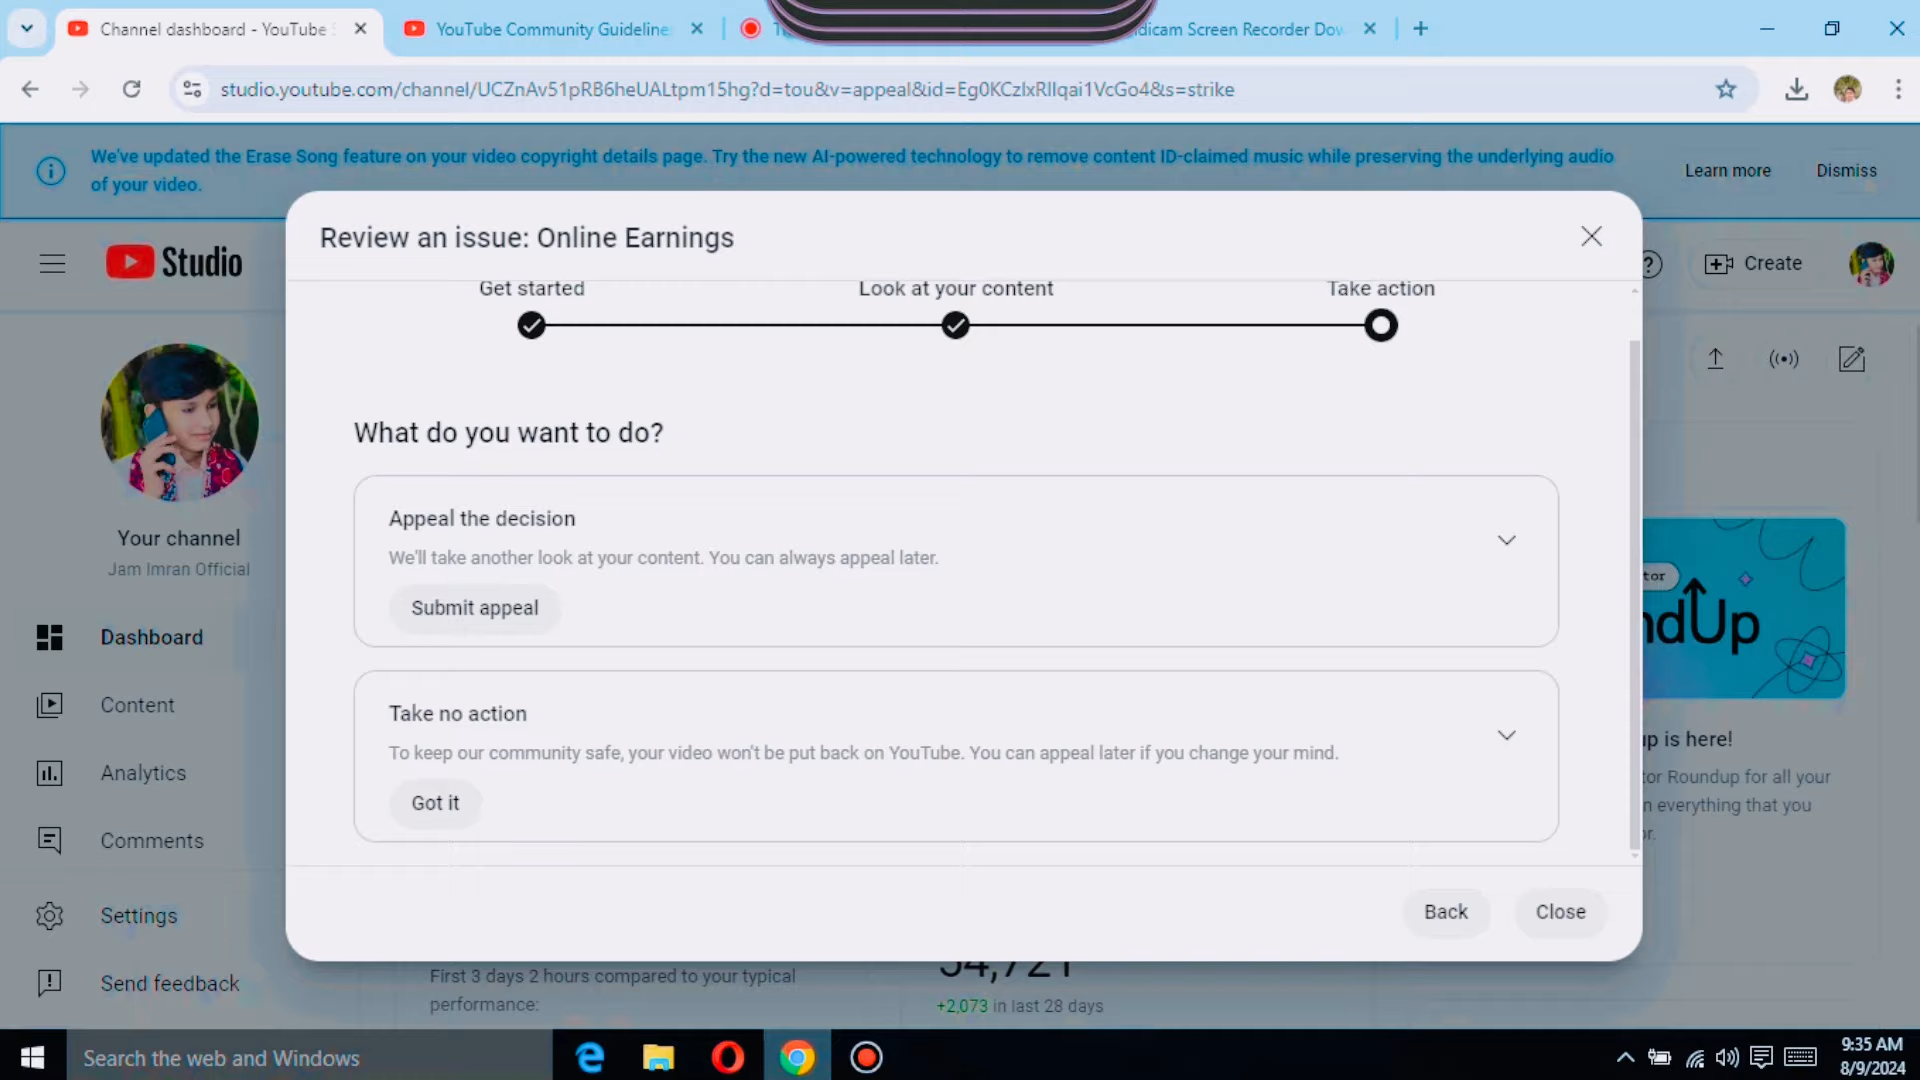 Channel dashboard - YouTube
YouTube Community Guideline
dicam Screen Recorder Dow
studio.youtube.com/channel/UCZnAv51pRB6heUALtpm15hg?d=tou&v=appeal&id=Eg0KCzIxRllqai1VcGo4&s=strike
We've updated the Erase Song feature on your video copyright details page. Try the new AI-powered technology to remove content ID-claimed music while preserving the underlying audio
of your video.
Learn more
Dismiss
Studio
Create
Review an issue: Online Earnings
Get started
Look at your content
Take action
What do you want to do?
Appeal the decision
We'll take another look at your content. You can always appeal later.
Submit appeal
Take no action
To keep our community safe, your video won't be put back on YouTube. You can appeal later if you change your mind.
Got it
Back
Close
Your channel
Jam Imran Official
Dashboard
Content
Analytics
Comments
Settings
Send feedback
tor
ndUp
p is here!
tor Roundup for all your
n everything that you
r.
First 3 days 2 hours compared to your typical
performance:
54,721
+2,073 in last 28 days
Search the web and Windows
9:35 AM
8/9/2024